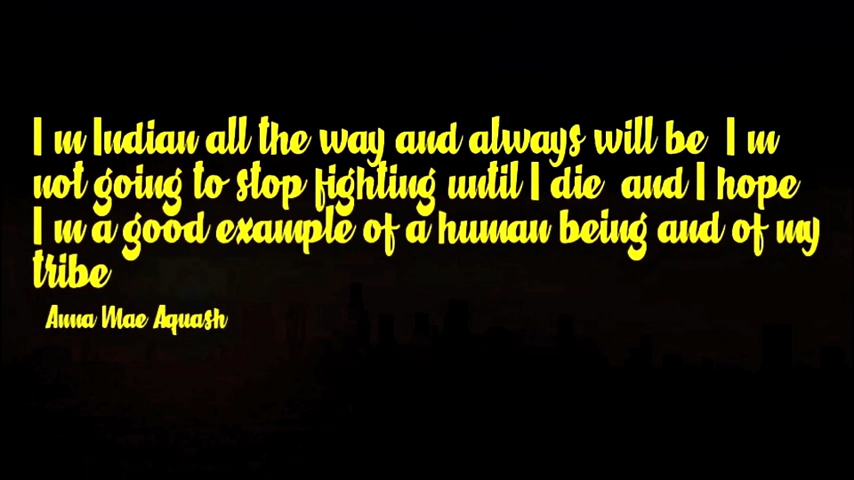 I m Indian all the way and always will be I m
not going to stop fighting until I die and I hope
I m a good example of a human being and of my
tribe
Anna Mae Aquash